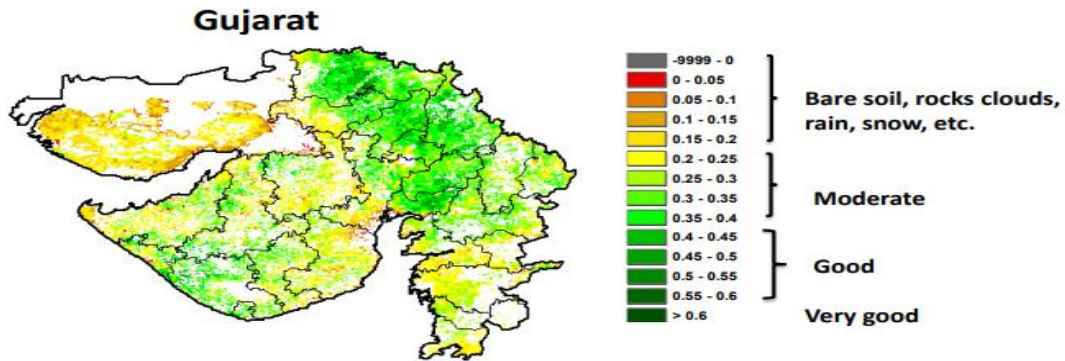 Gujarat
-9999 - 0
0 - 0.05
0.05 - 0.1
0.1 - 0.15
0.15 - 0.2
0.2 - 0.25
0.25 - 0.3
0.3 - 0.35
0.35 - 0.4
0.4 - 0.45
0.45 - 0.5
0.5 - 0.55
0.55 - 0.6
> 0.6
Bare soil, rocks clouds,
rain, snow, etc.
Moderate
Good
Very good